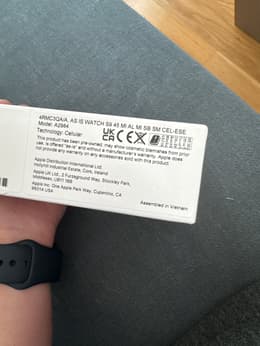 4RMC3QA/A, AS IS WATCH S9 45 MI AL MI SB SM CEL-ESE
Model: A2984
Technology: Cellular
UK CA CE
This product has been pre-owned, may show cosmetic blemishes from prior
use, is offered "as-is" and without any manufacturer warranty. Apple does
not provide any warranty or accessories with this product.
Apple Distribution International Ltd.
Hollyhill Industrial Estate, Cork, Ireland
Apple UK Ltd., 2 Furzeground Way, Stockley Park,
Middlesex, UB11 1BB
Apple Inc., One Apple Park Way, Cupertino, CA
95014 USA
Assembled in Vietnam